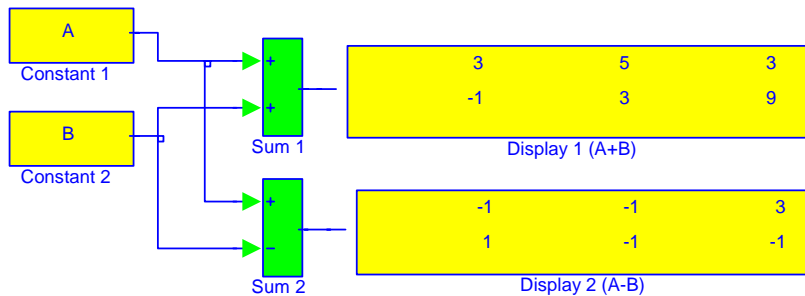 A
Constant 1
B
Constant 2
+
+
Sum 1
3 5 3
-1 3 9
Display 1 (A+B)
+
−
Sum 2
-1 -1 3
1 -1 -1
Display 2 (A-B)